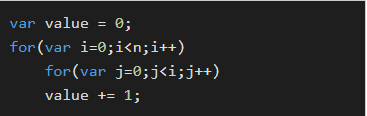 var value = 0;
for(var i=0;i<n;i++)
    for(var j=0;j<i;j++)
    value += 1;